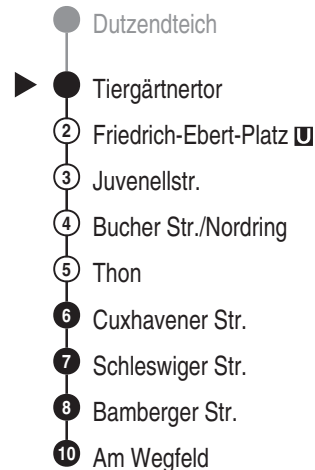 Dutzendteich
Tiergärtnertor
2 Friedrich-Ebert-Platz U
3 Juvenellstr.
4 Bucher Str./Nordring
5 Thon
6 Cuxhavener Str.
7 Schleswiger Str.
8 Bamberger Str.
10 Am Wegfeld